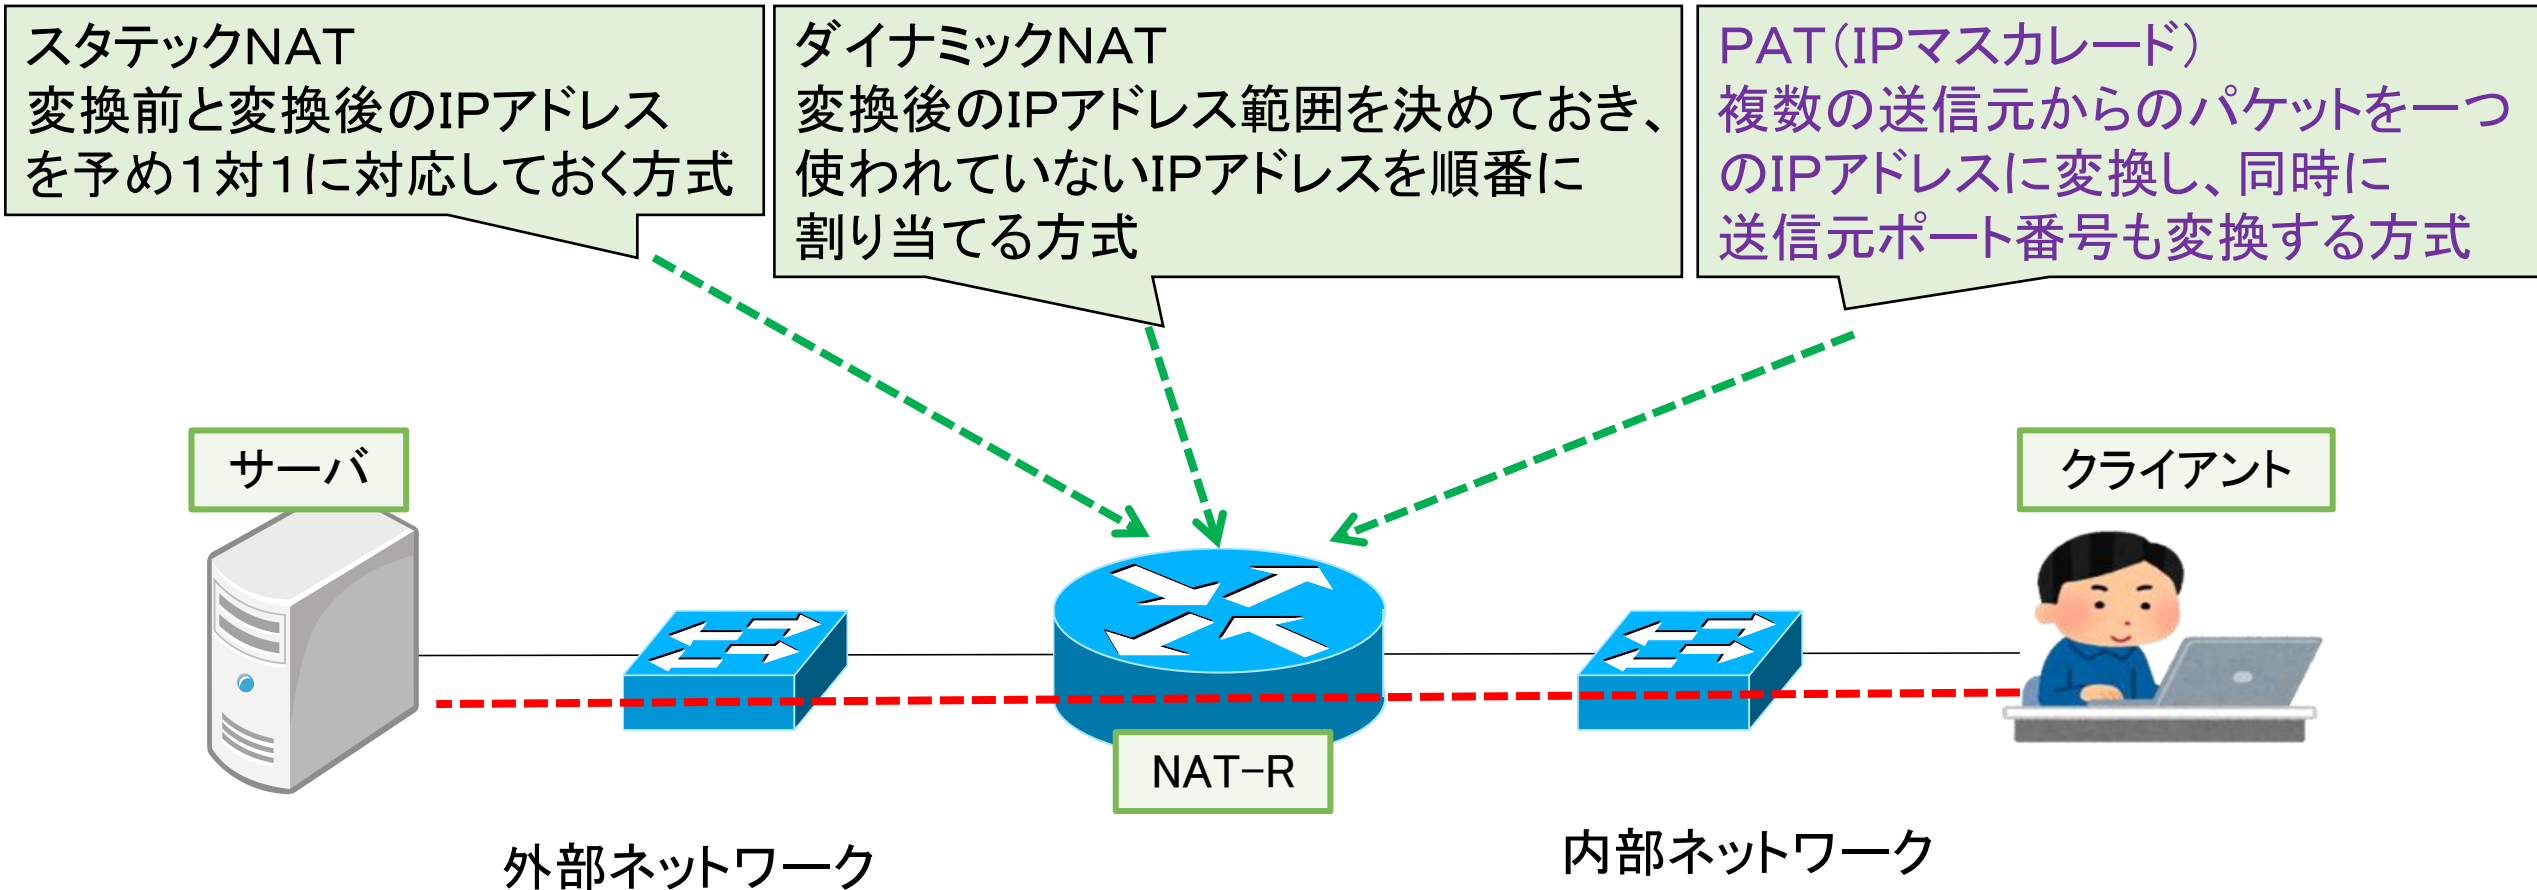 スタテックNAT
変換前と変換後のIPアドレス
を予め１対１に対応しておく方式
ダイナミックNAT
変換後のIPアドレス範囲を決めておき、
使われていないIPアドレスを順番に
割り当てる方式
PAT（IPマスカレード）
複数の送信元からのパケットを一つ
のIPアドレスに変換し、同時に
送信元ポート番号も変換する方式
サーバ
クライアント
NAT-R
外部ネットワーク
内部ネットワーク